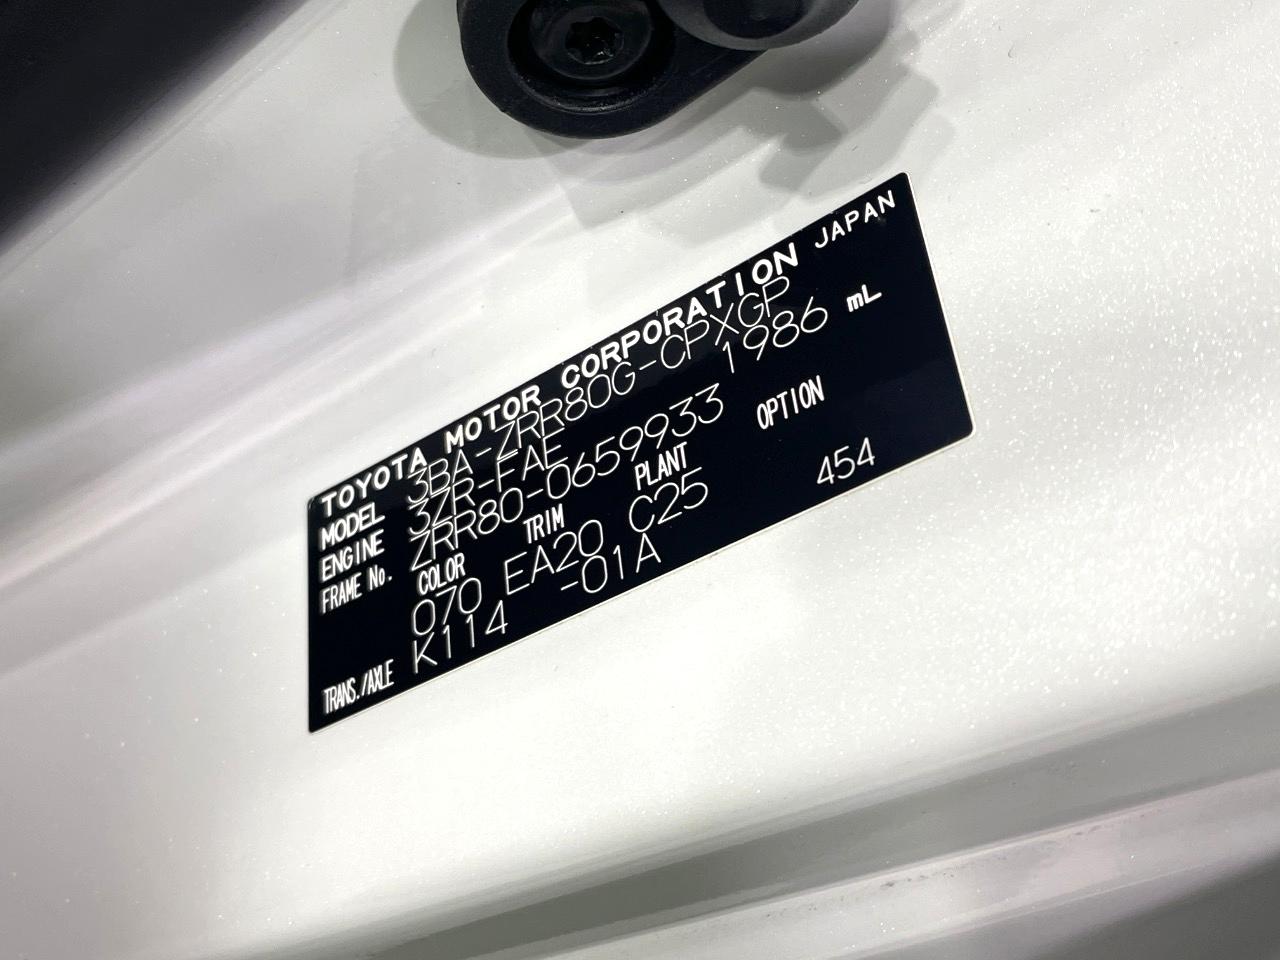 TOYOTA MOTOR CORPORATION JAPAN
MODEL 3BA-ZRR80G-CPXGP
ENGINE 3ZR-FAE 1986 mL
FRAME No. ZRR80-0659933
COLOR TRIM PLANT OPTION
070 EA20 C25 454
TRANS./AXLE K114 -01A